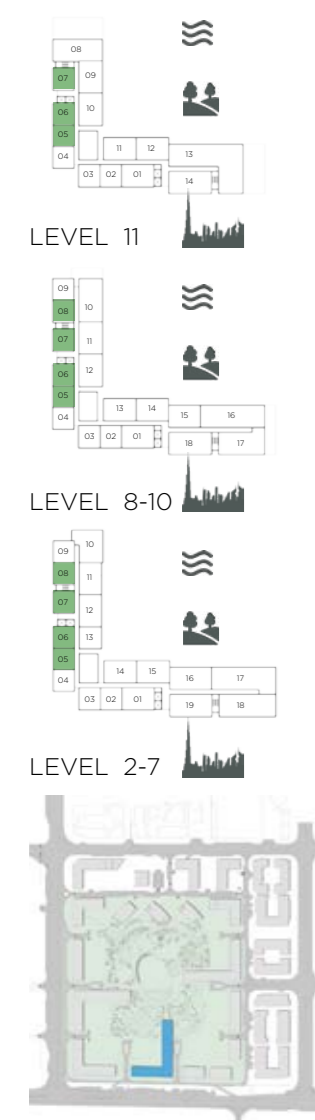 08
07 09
06 10
05
04 11 12 13
03 02 01 14
LEVEL 11
09
08 10
07 11
06 12
05
04 13 14 15 16
03 02 01 18 17
LEVEL 8-10
10
09
08 11
07 12
06 13
05
04 14 15 16 17
03 02 01 19 18
LEVEL 2-7